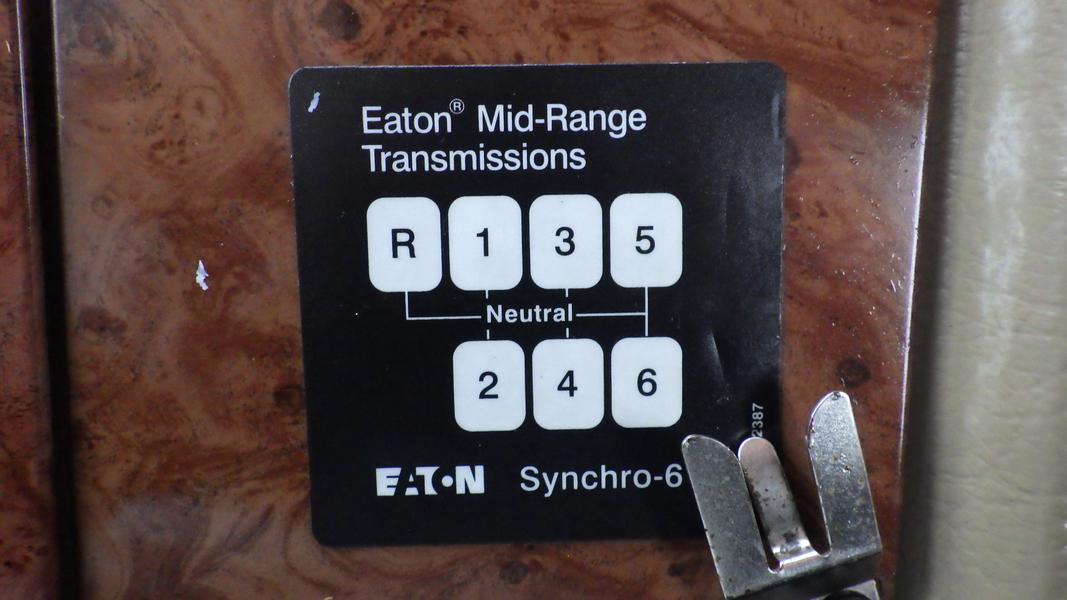 Eaton® Mid-Range
Transmissions
R 1 3 5
Neutral
2 4 6
2387
EATON Synchro-6